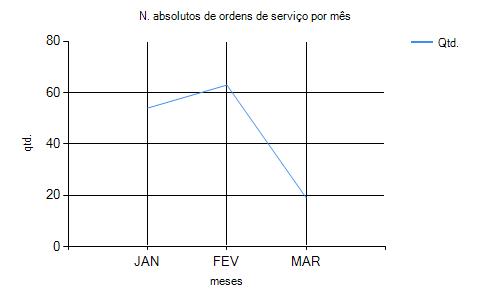 N. absolutos de ordens de serviço por mês
Qtd.
80
60
40
20
0
qtd.
JAN FEV MAR
meses